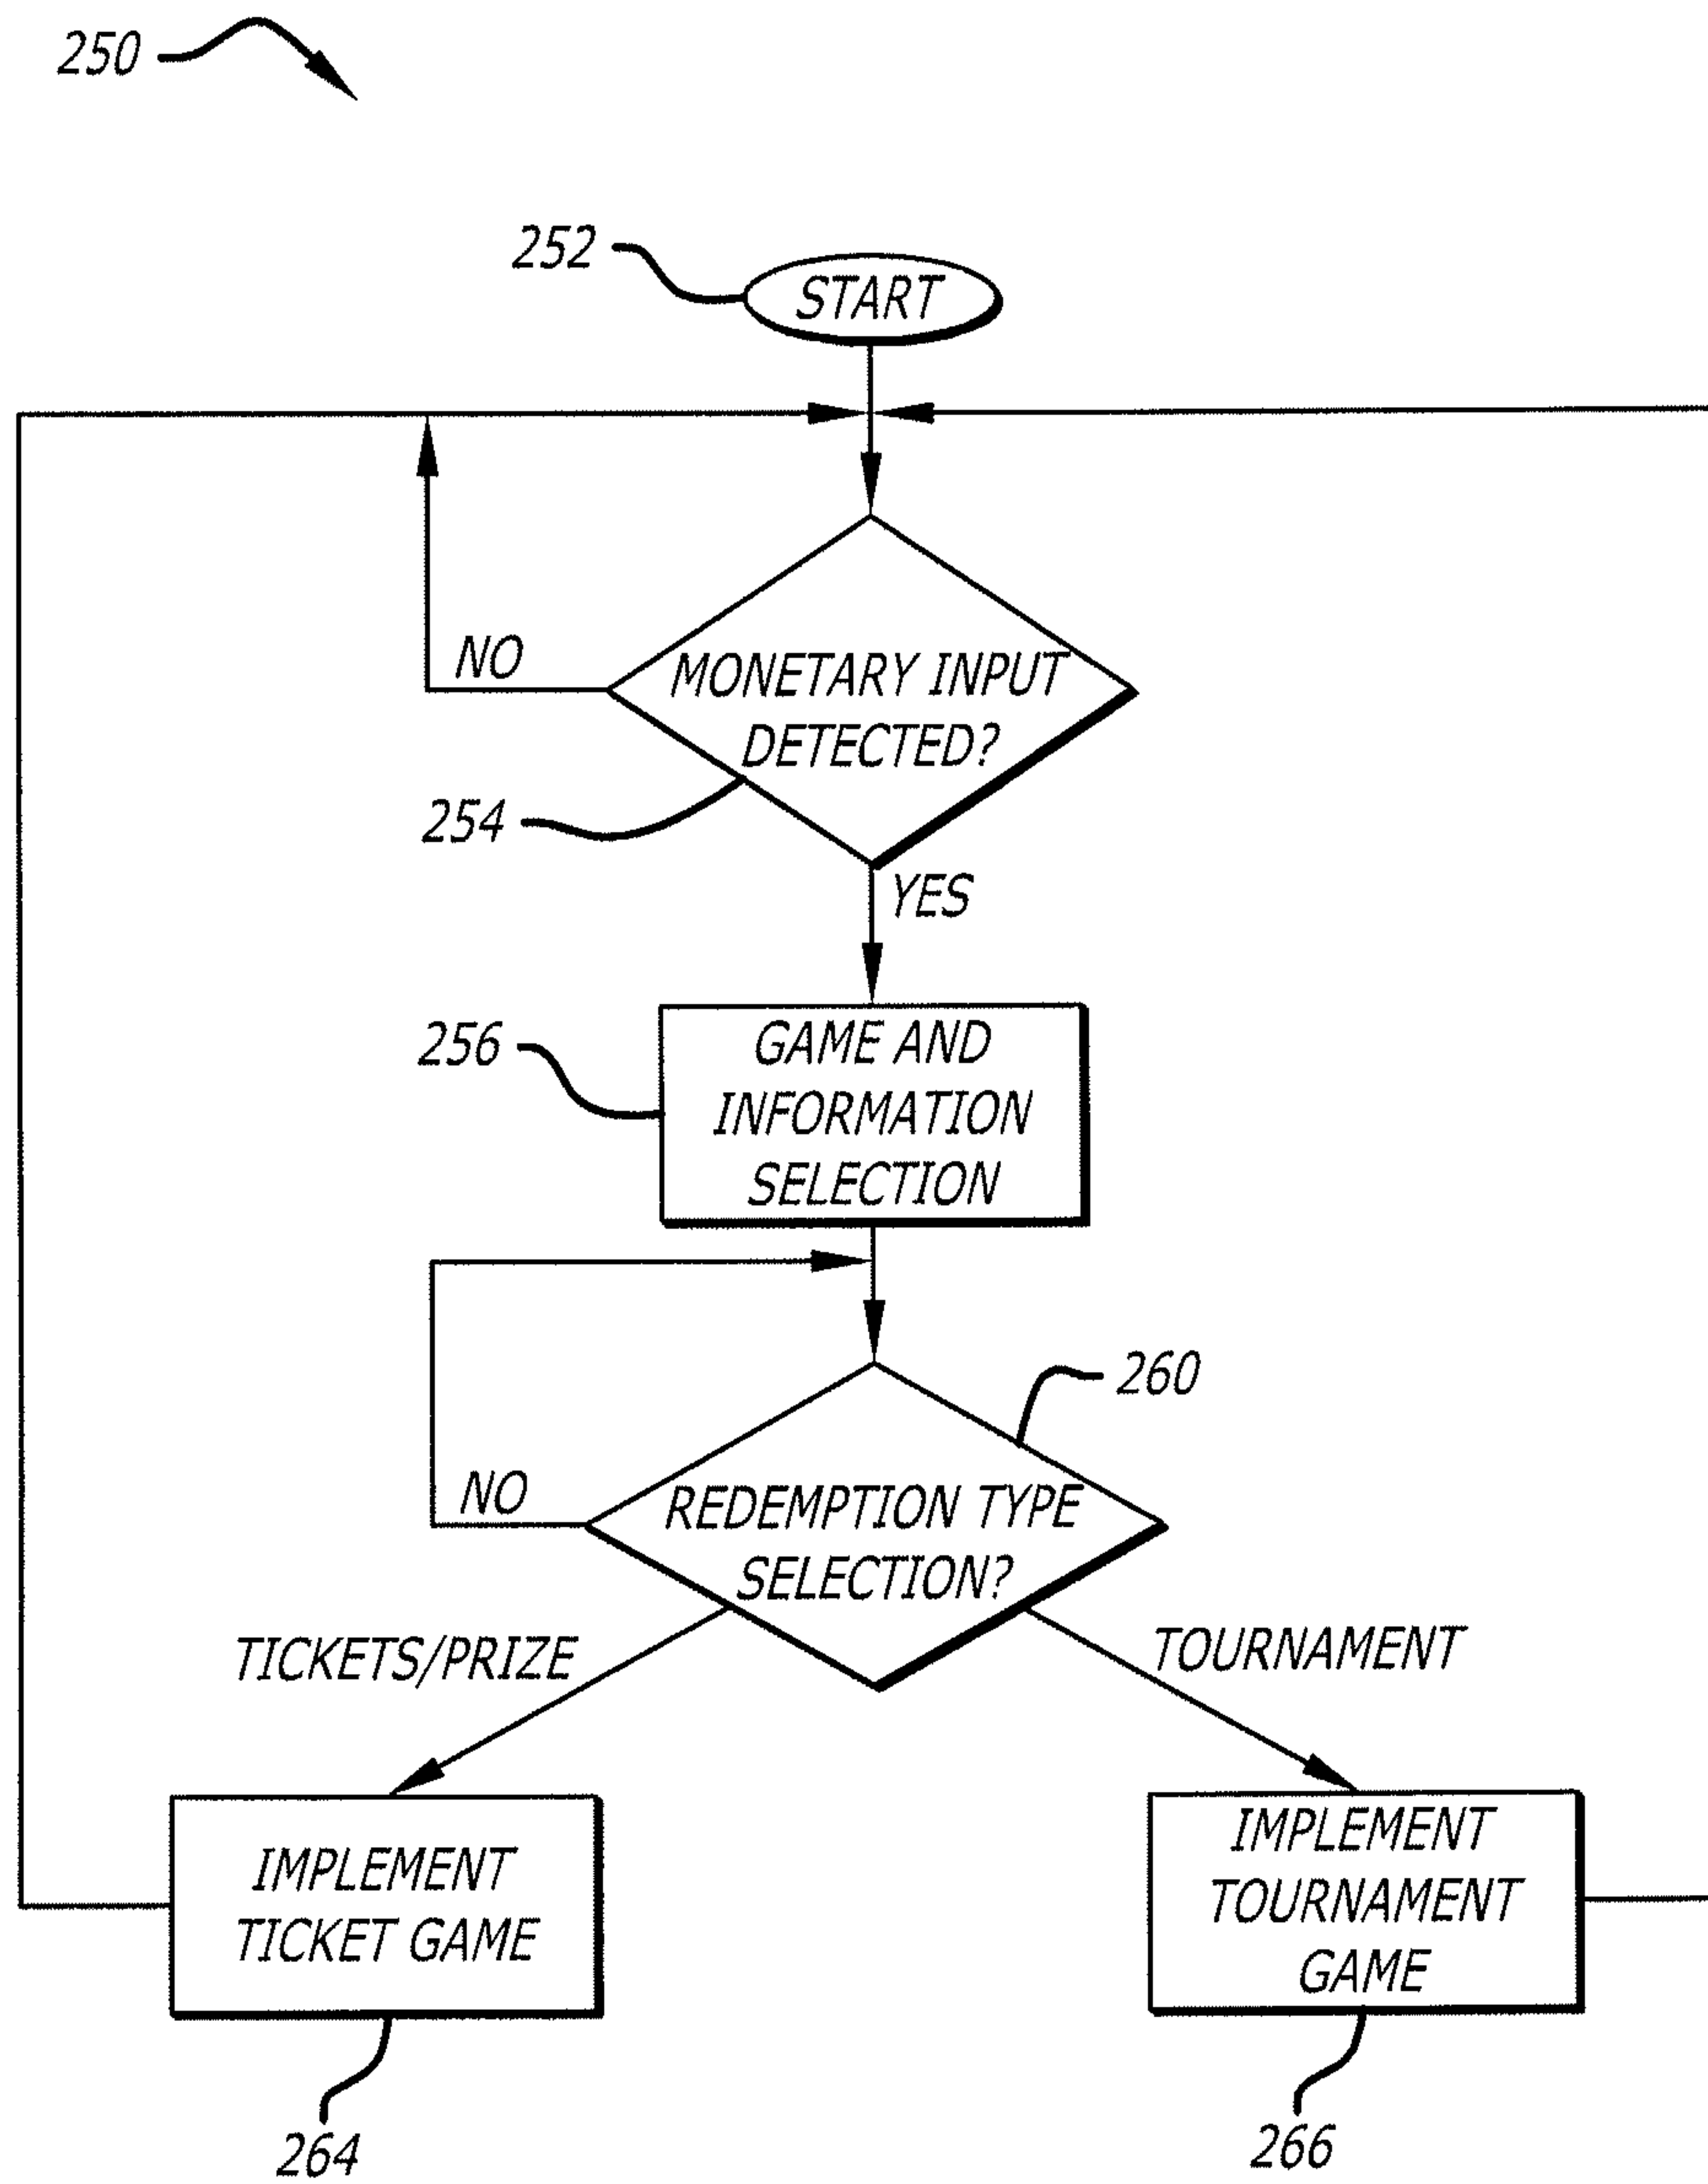 250
252
START
NO
MONETARY INPUT
DETECTED?
254
YES
256
GAME AND
INFORMATION
SELECTION
260
NO
REDEMPTION TYPE
SELECTION?
TICKETS/PRIZE
TOURNAMENT
IMPLEMENT
TICKET GAME
IMPLEMENT
TOURNAMENT
GAME
264
266